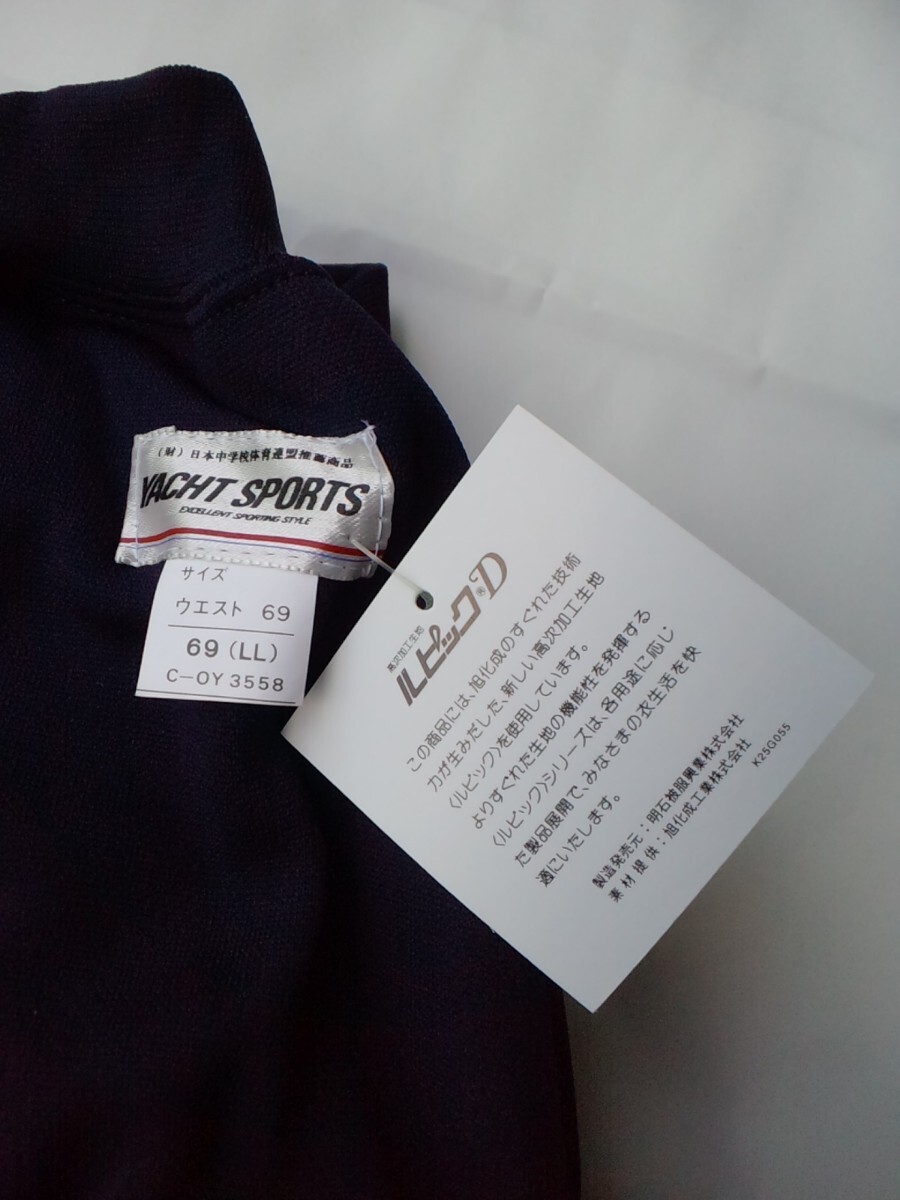 （財）日本中学校体育連盟推薦商品
YACHT SPORTS
EXCELLENT SPORTING STYLE
サイズ
ウエスト 69
69（LL）
C－OY3558
高次加工生地
ルビック®D
この商品には、旭化成のすぐれた技術
力が生みだした、新しい高次加工生地
〈ルビック〉を使用しています。
よりすぐれた生地の機能性を発揮する
〈ルビック〉シリーズは、各用途に応じ
た製品展開で、みなさまの衣生活を快
適にいたします。
製造発売元：明石被服興業株式会社
素材提供：旭化成工業株式会社
K25G055